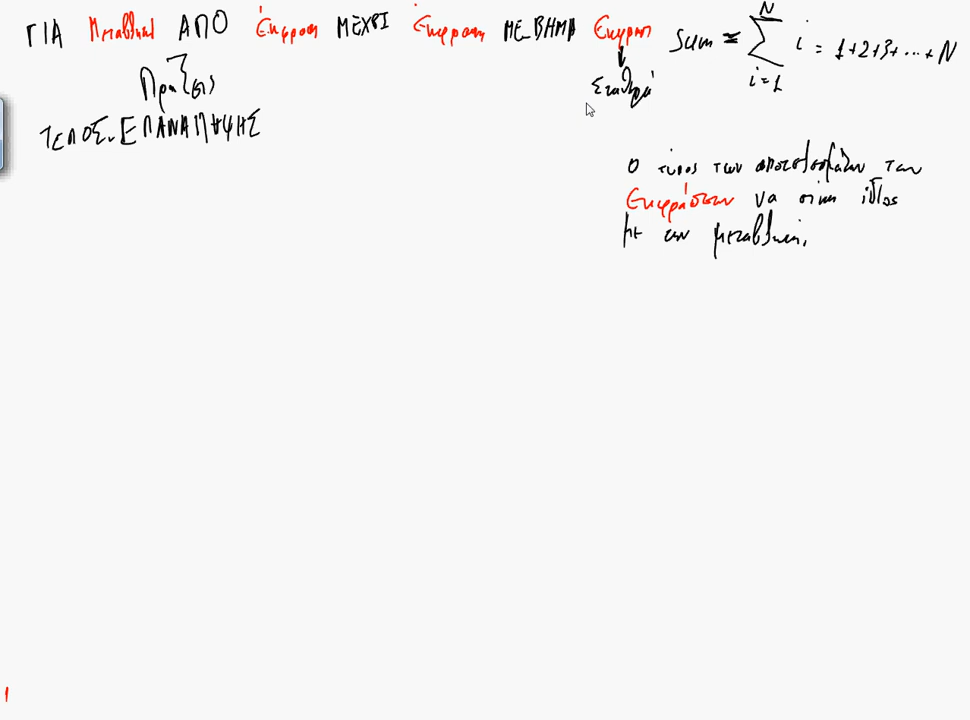 ΓΙΑ Μεταβλητή ΑΠΟ Έκφραση ΜΕΧΡΙ Έκφραση ΜΕ_ΒΗΜΑ Έκφραση
Sum = ∑ i = 1+2+3+...+N
N
i=1
Πράξεις
Σταθερά
ΤΕΛΟΣ_ΕΠΑΝΑΛΗΨΗΣ
Ο τύπος των αποτελεσμάτων των
Εκφράσεων να είναι ίδιος
με την μεταβλητή.